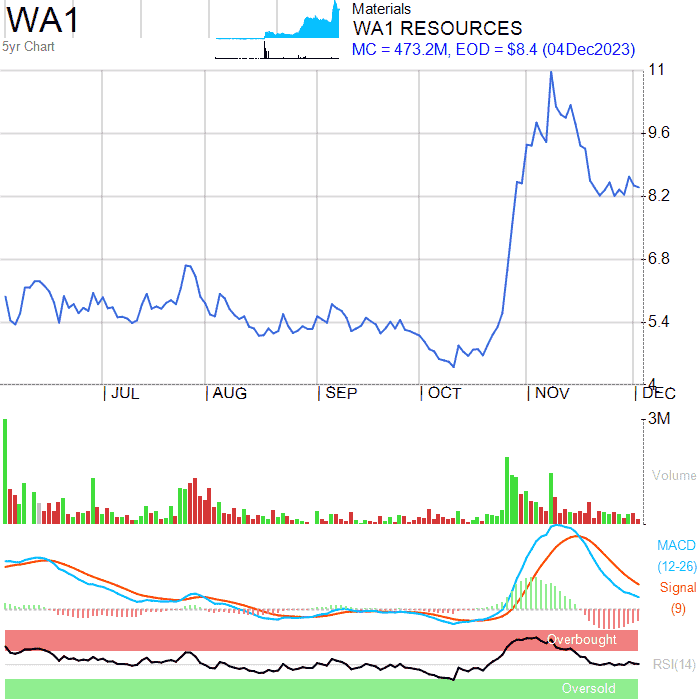 WA1
5yr Chart
Materials
WA1 RESOURCES
MC = 473.2M, EOD = $8.4 (04Dec2023)
11
9.6
8.2
6.8
5.4
4
JUL AUG SEP OCT NOV DEC
3M
Volume
MACD
(12-26)
Signal
(9)
Overbought
RSI(14)
Oversold